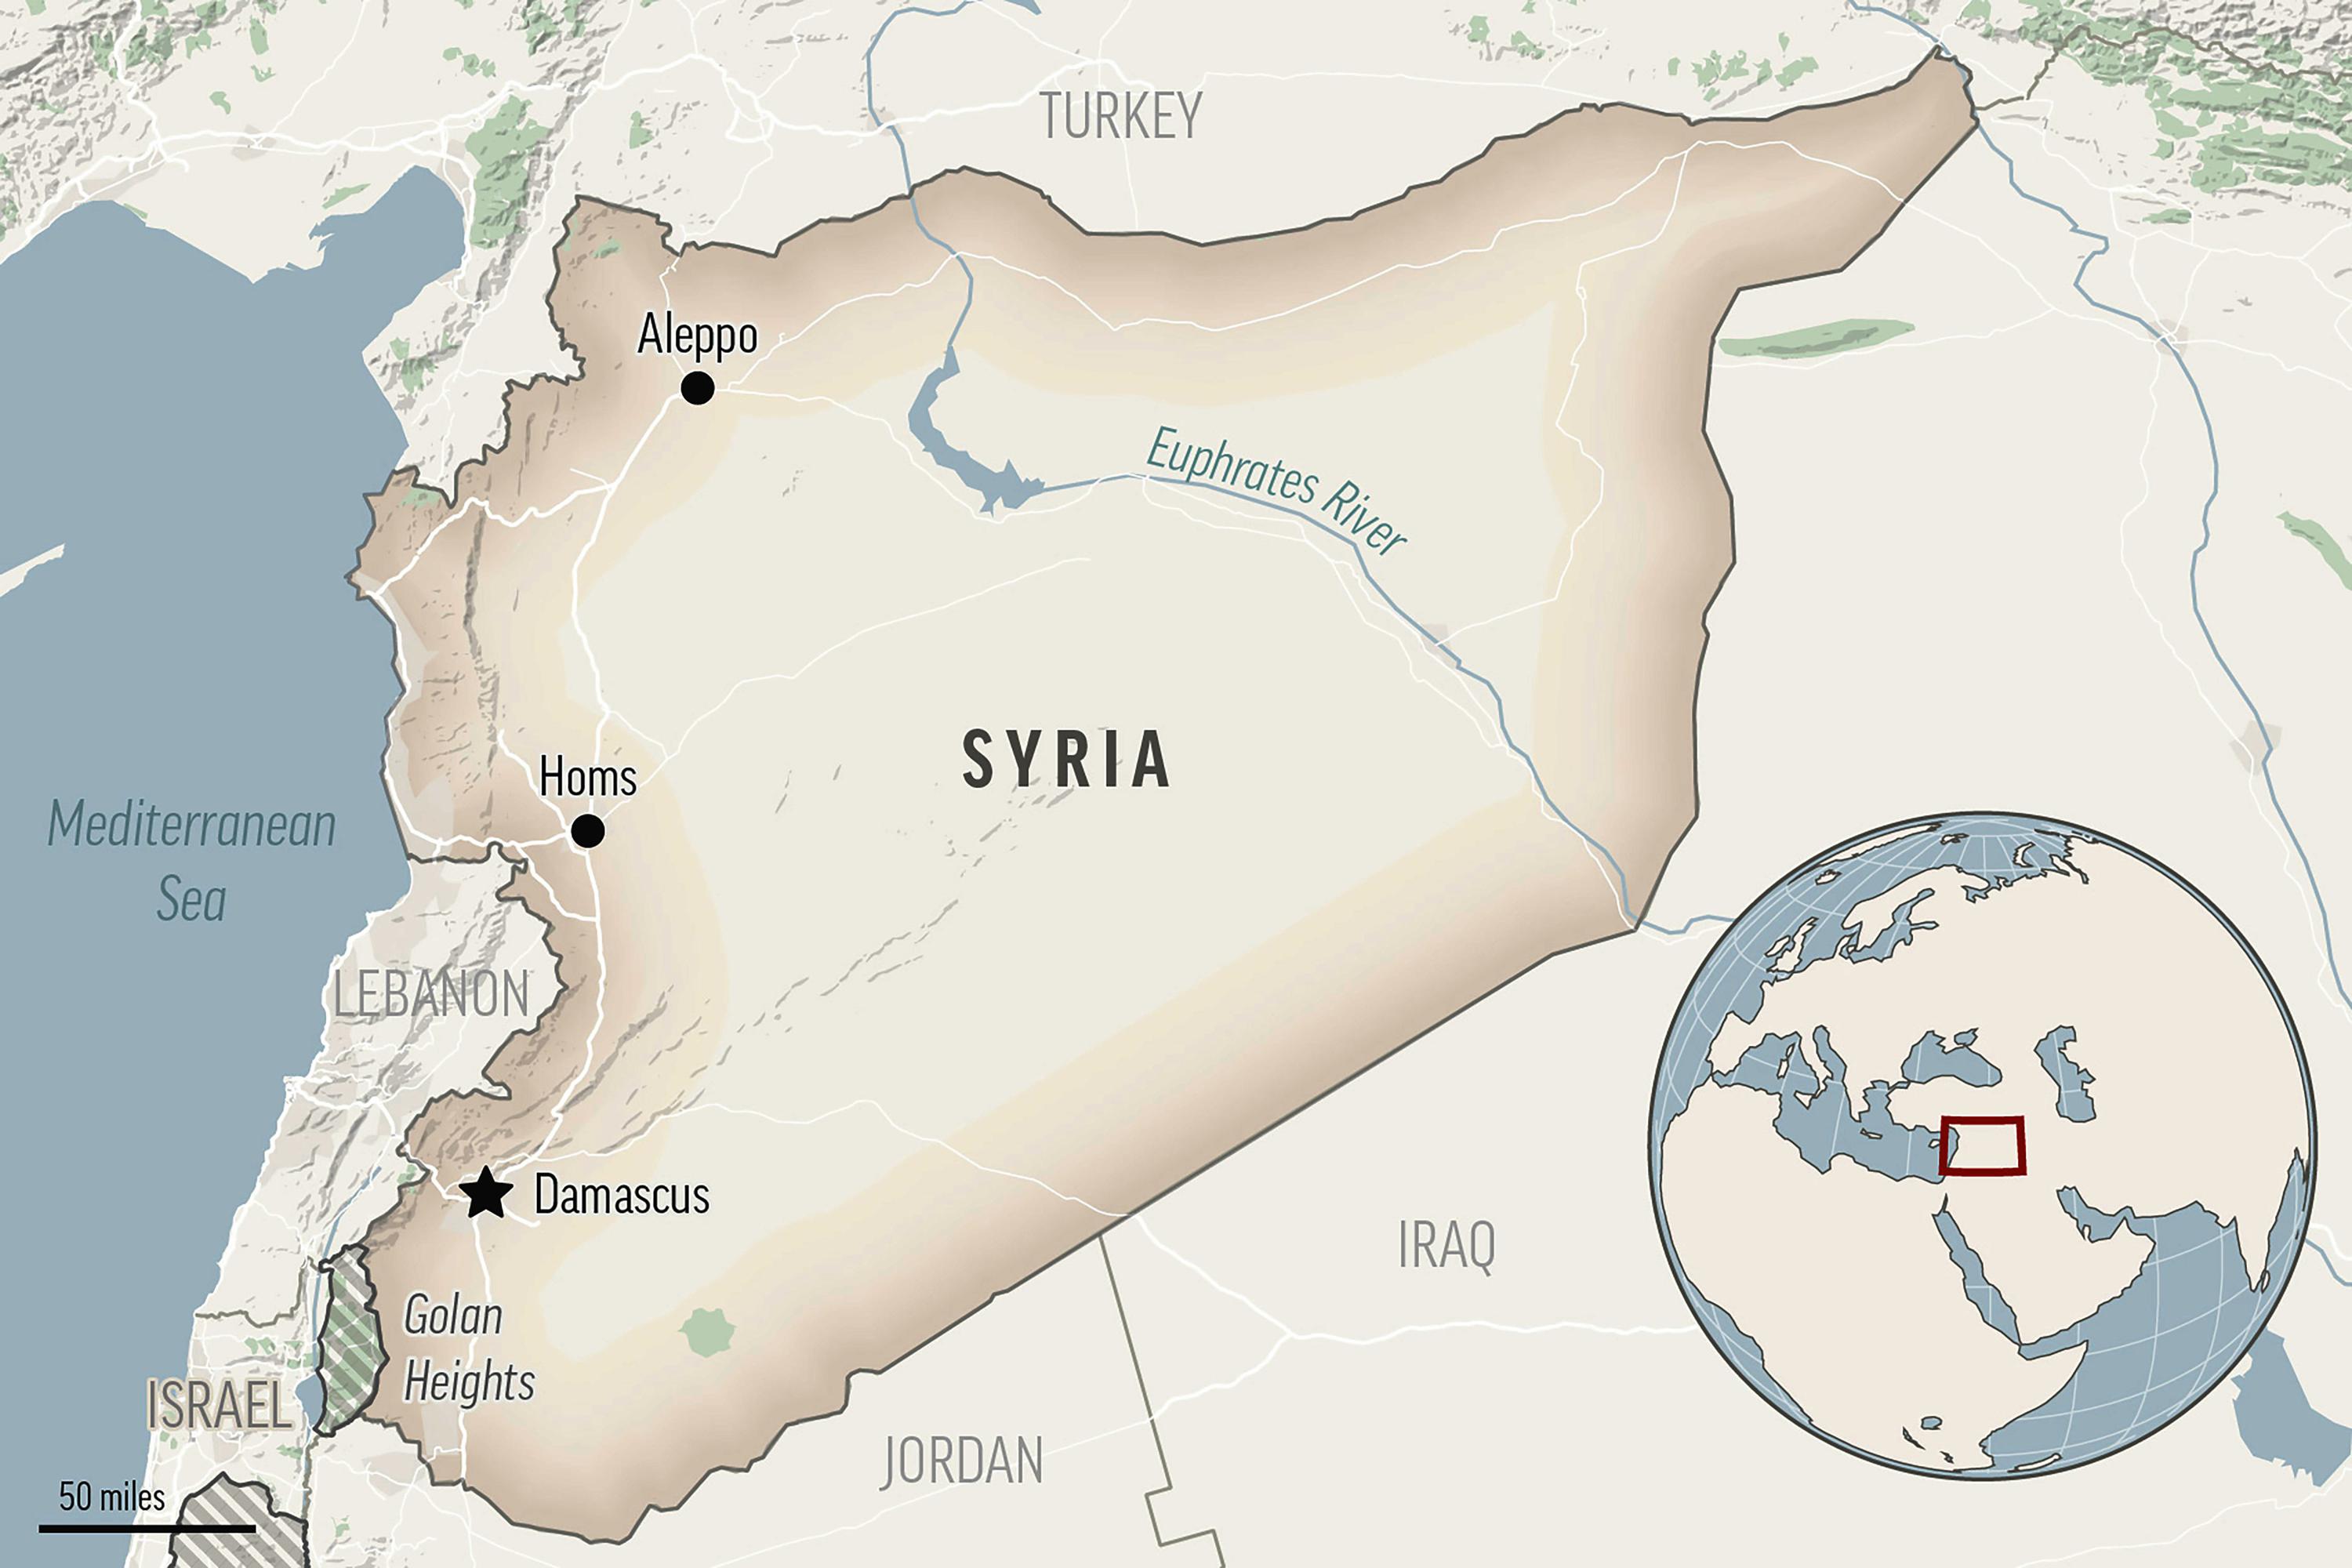 TURKEY
Aleppo
Euphrates River
SYRIA
Homs
Mediterranean
Sea
LEBANON
Damascus
IRAQ
Golan
Heights
ISRAEL
JORDAN
50 miles